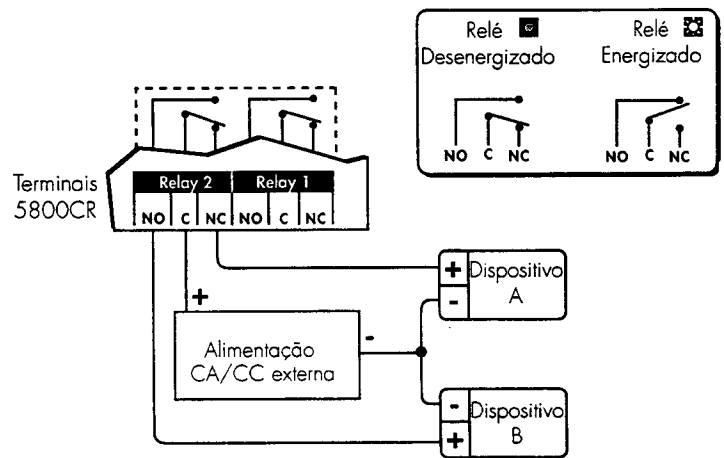 Relé
Desenergizado
NO C NC
Relé
Energizado
NO C NC
Terminais
5800CR
Relay 2 Relay 1
NO C NC NO C NC
+
-
Alimentação
CA/CC externa
+
-
Dispositivo
A
-
+
Dispositivo
B